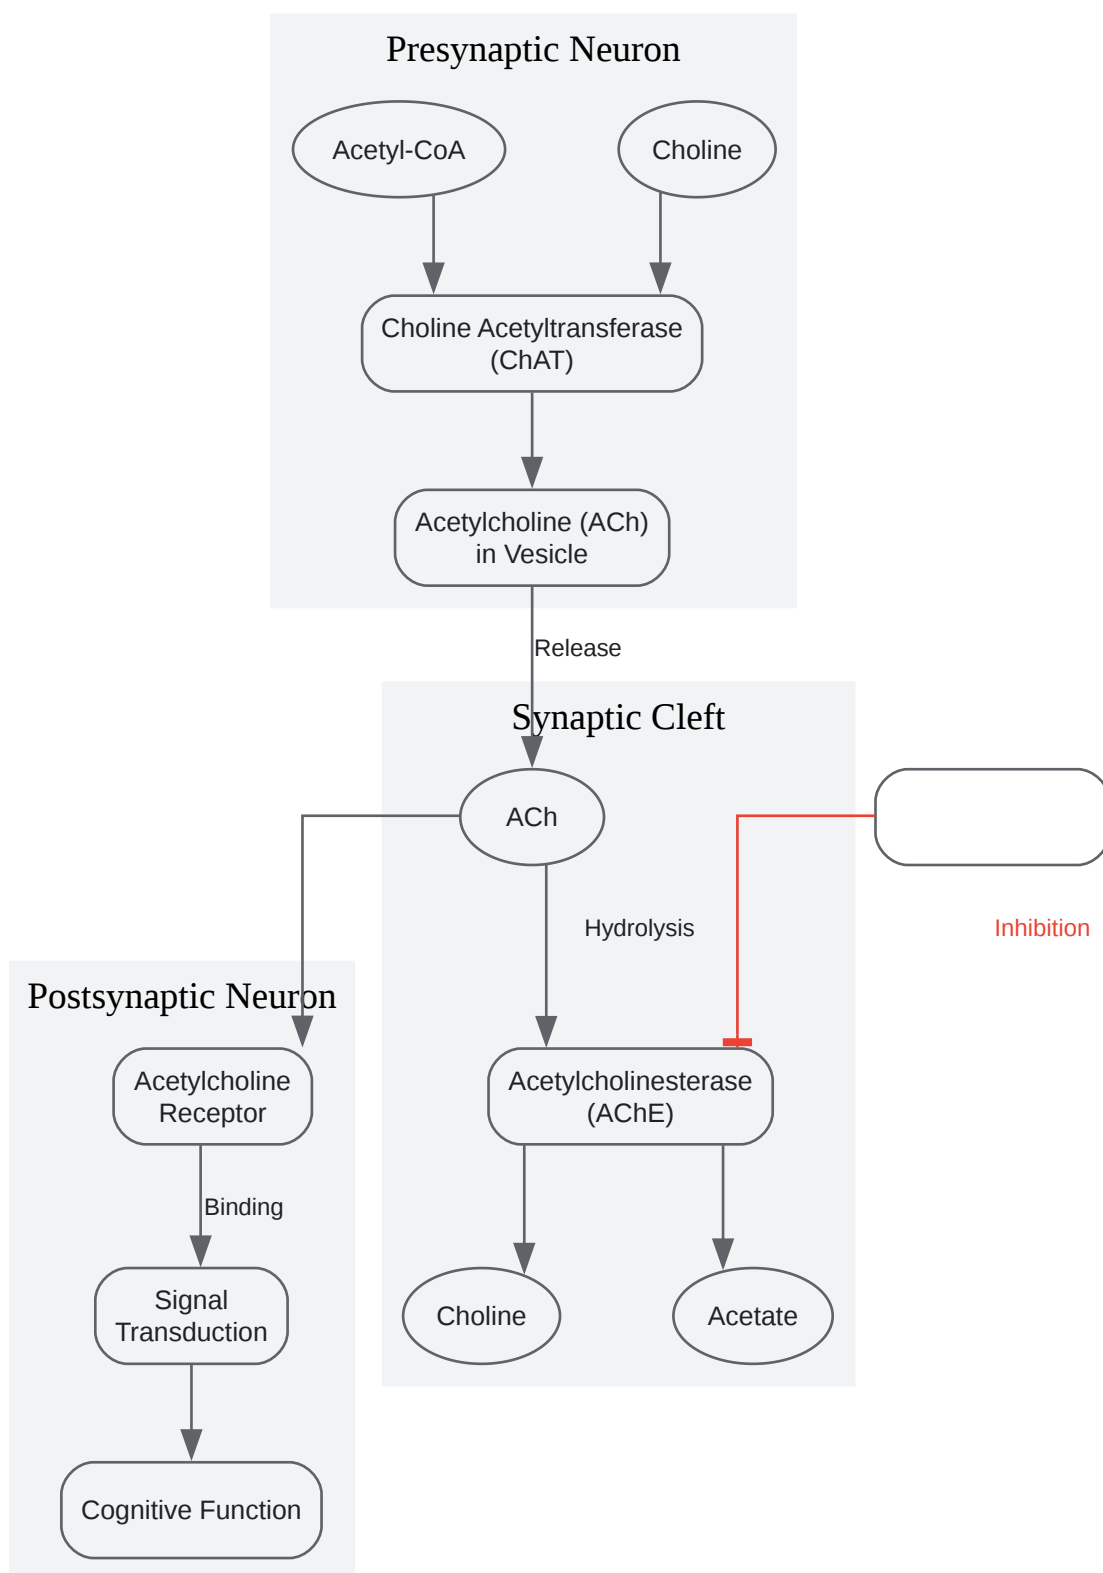 Presynaptic Neuron
Acetyl-CoA
Choline
Choline Acetyltransferase
(ChAT)
Acetylcholine (ACh)
in Vesicle
Release
Synaptic Cleft
ACh
Hydrolysis
Inhibition
Postsynaptic Neuron
Acetylcholine
Receptor
Acetylcholinesterase
(AChE)
Binding
Signal
Transduction
Choline
Acetate
Cognitive Function